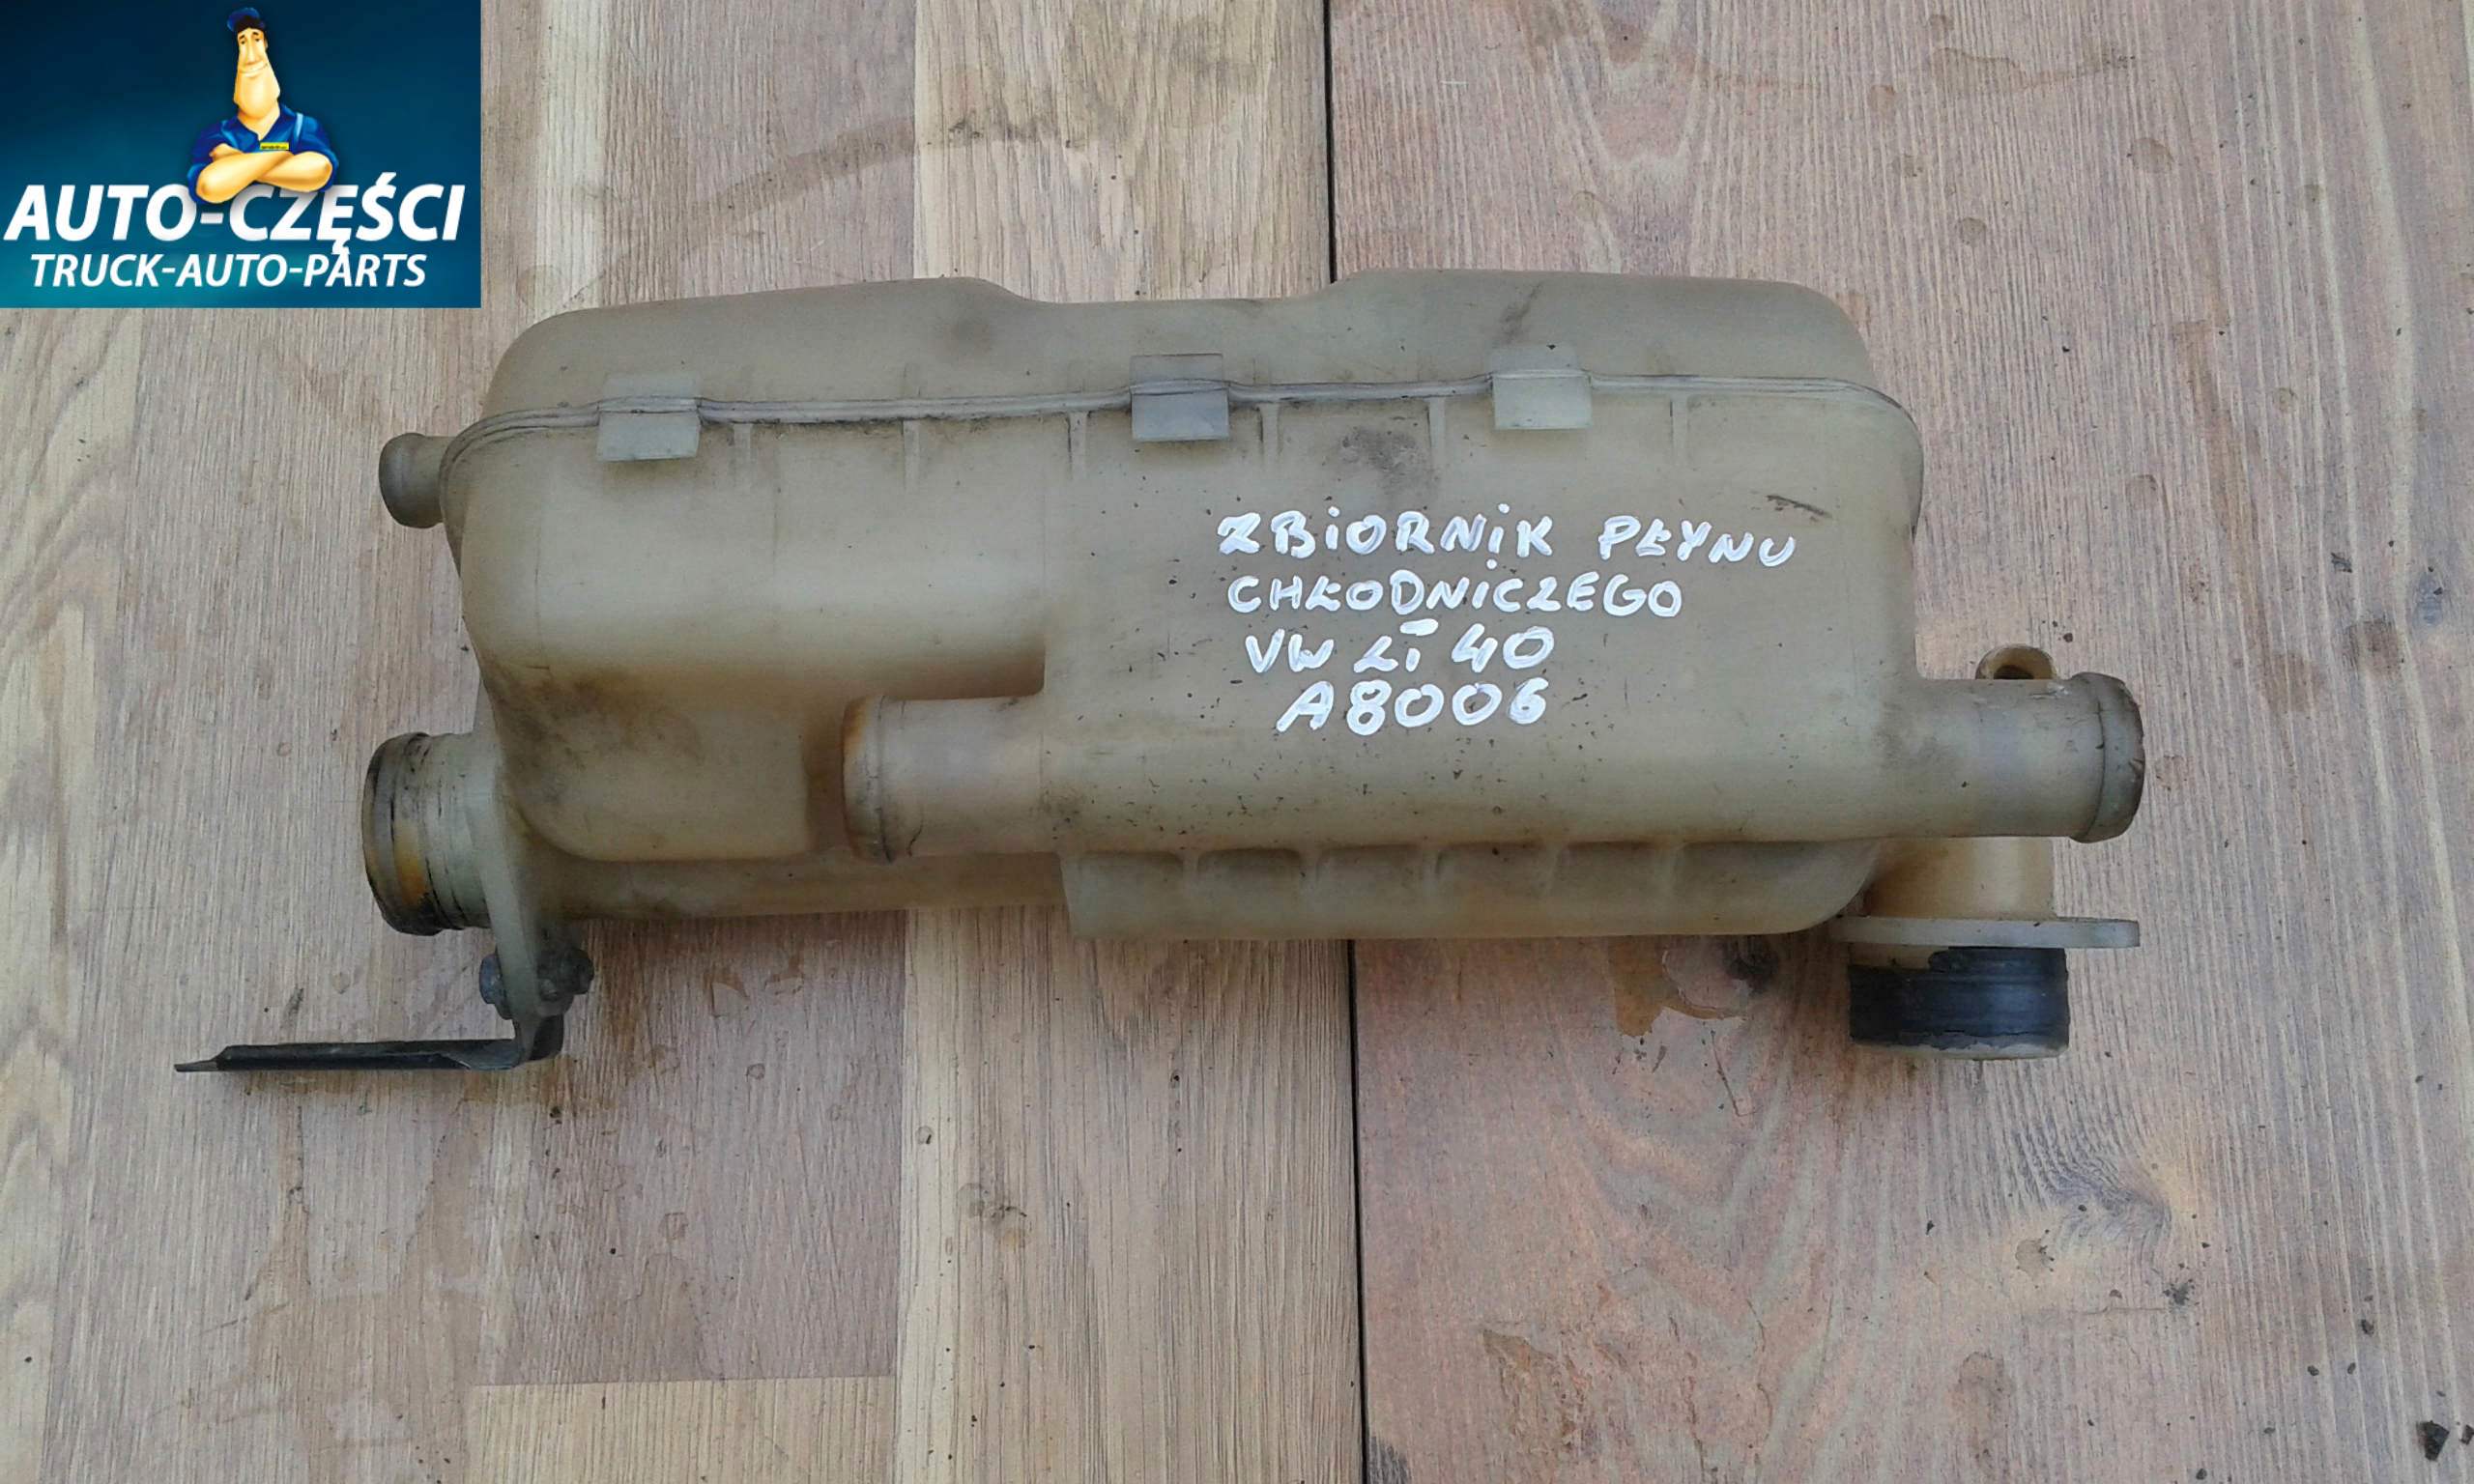 AUTO-CZĘŚCI
TRUCK-AUTO-PARTS
ZBiORNiK PŁYNU
CHŁODNiCZEGO
VW LT 40
A8006